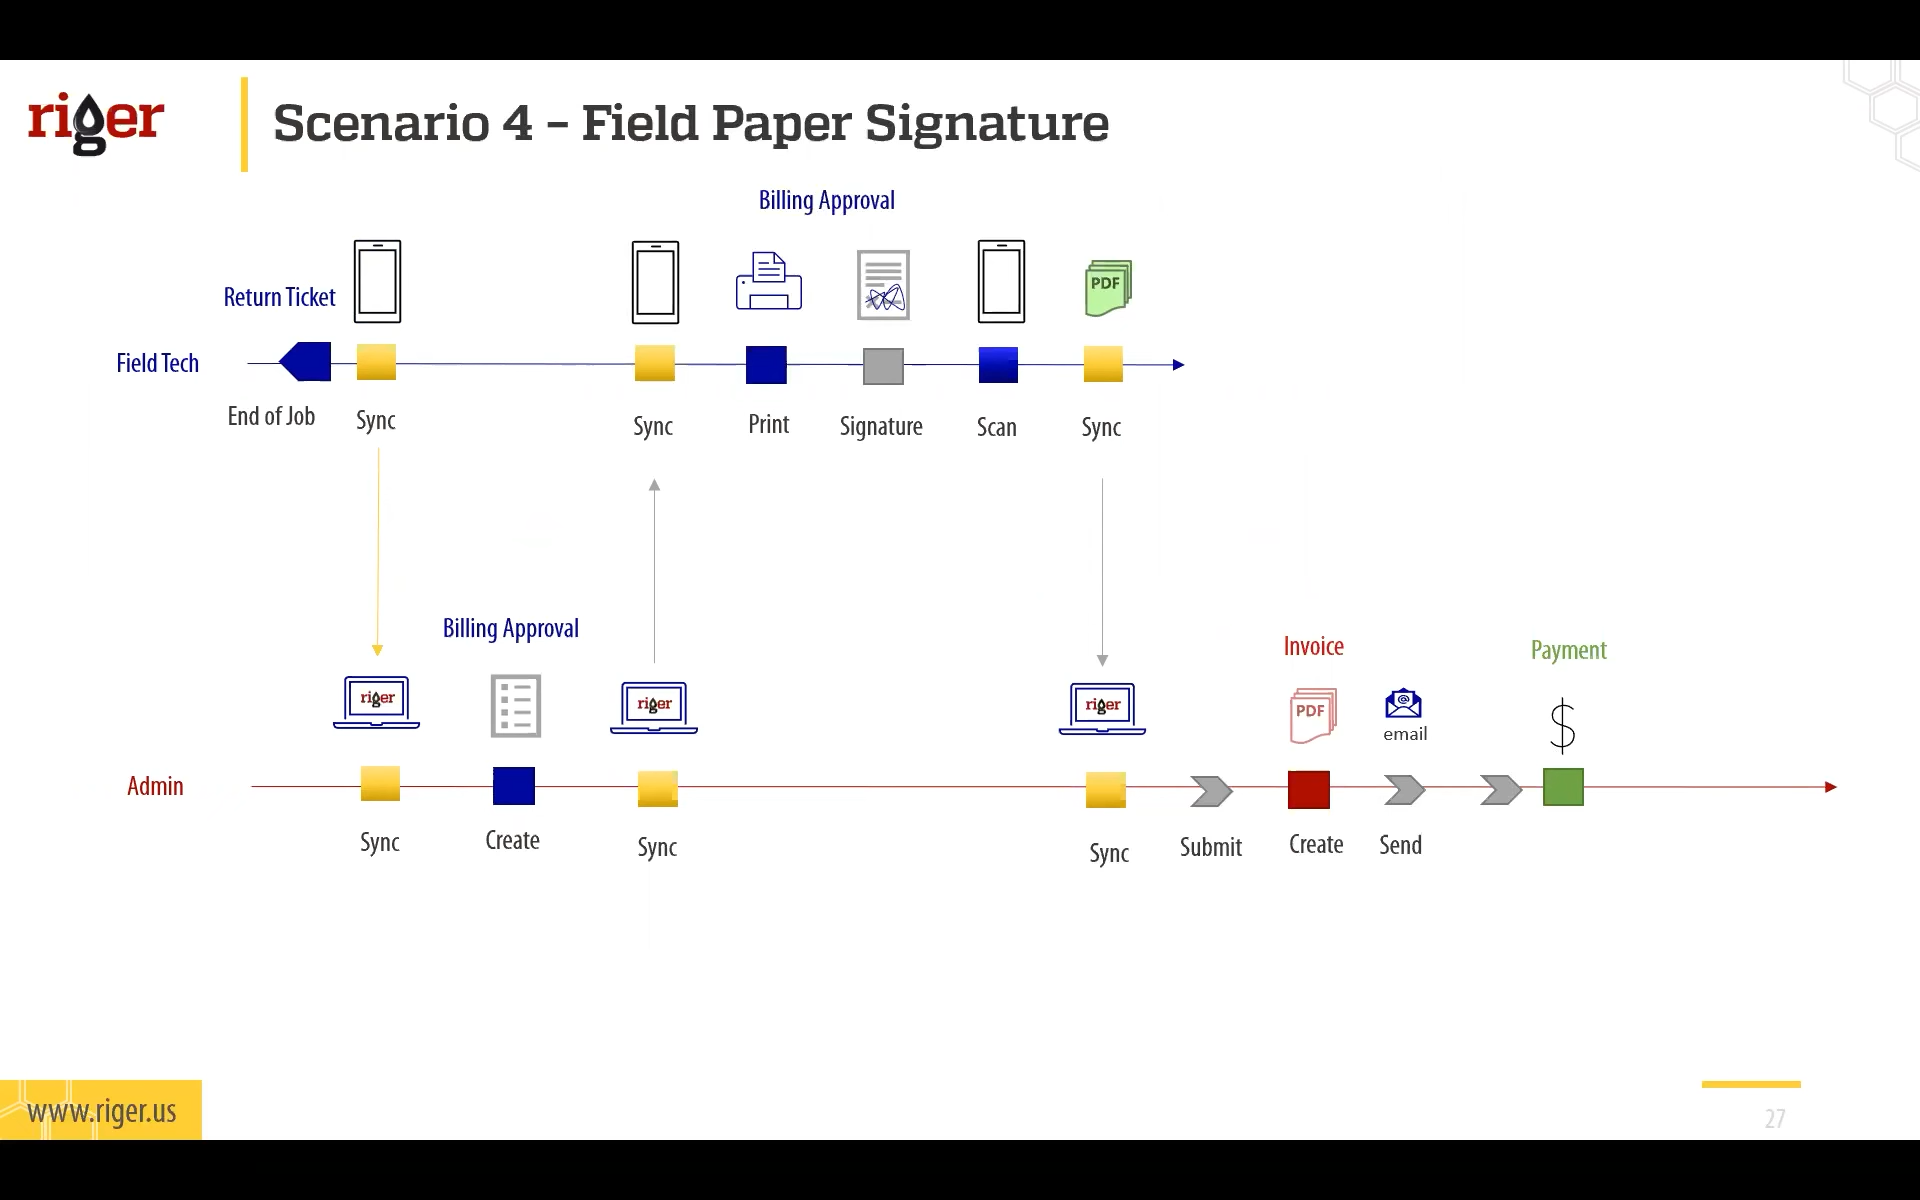 riger
Scenario 4 – Field Paper Signature
Billing Approval
Return Ticket
PDF
Field Tech
End of Job
Sync
Sync
Print
Signature
Scan
Sync
Billing Approval
Invoice
Payment
riger
riger
riger
PDF
@
email
$
Admin
Sync
Create
Sync
Sync
Submit
Create
Send
www.riger.us
27